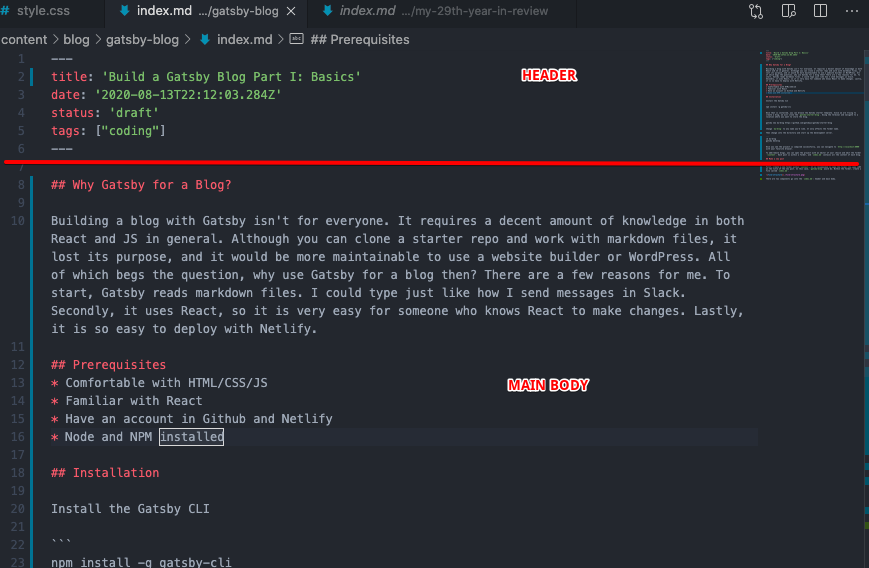 # style.css index.md .../gatsby-blog × index.md .../my-29th-year-in-review
content > blog > gatsby-blog > index.md > abc ## Prerequisites
1 ---
2 title: 'Build a Gatsby Blog Part I: Basics'
HEADER
3 date: '2020-08-13T22:12:03.284Z'
4 status: 'draft'
5 tags: ["coding"]
6 ---
7
8 ## Why Gatsby for a Blog?
9
10 Building a blog with Gatsby isn't for everyone. It requires a decent amount of knowledge in both
React and JS in general. Although you can clone a starter repo and work with markdown files, it
lost its purpose, and it would be more maintainable to use a website builder or WordPress. All
of which begs the question, why use Gatsby for a blog then? There are a few reasons for me. To
start, Gatsby reads markdown files. I could type just like how I send messages in Slack.
Secondly, it uses React, so it is very easy for someone who knows React to make changes. Lastly,
it is so easy to deploy with Netlify.
11
12 ## Prerequisites
13 * Comfortable with HTML/CSS/JS
MAIN BODY
14 * Familiar with React
15 * Have an account in Github and Netlify
16 * Node and NPM installed
17
18 ## Installation
19
20 Install the Gatsby CLI
21
22 ```
23 npm install -g gatsby-cli